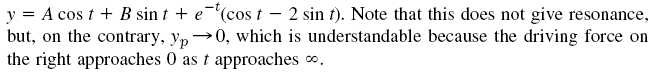 y = A cos t + B sin t + e⁻ᵗ(cos t − 2 sin t). Note that this does not give resonance,
but, on the contrary, yₚ → 0, which is understandable because the driving force on
the right approaches 0 as t approaches ∞.